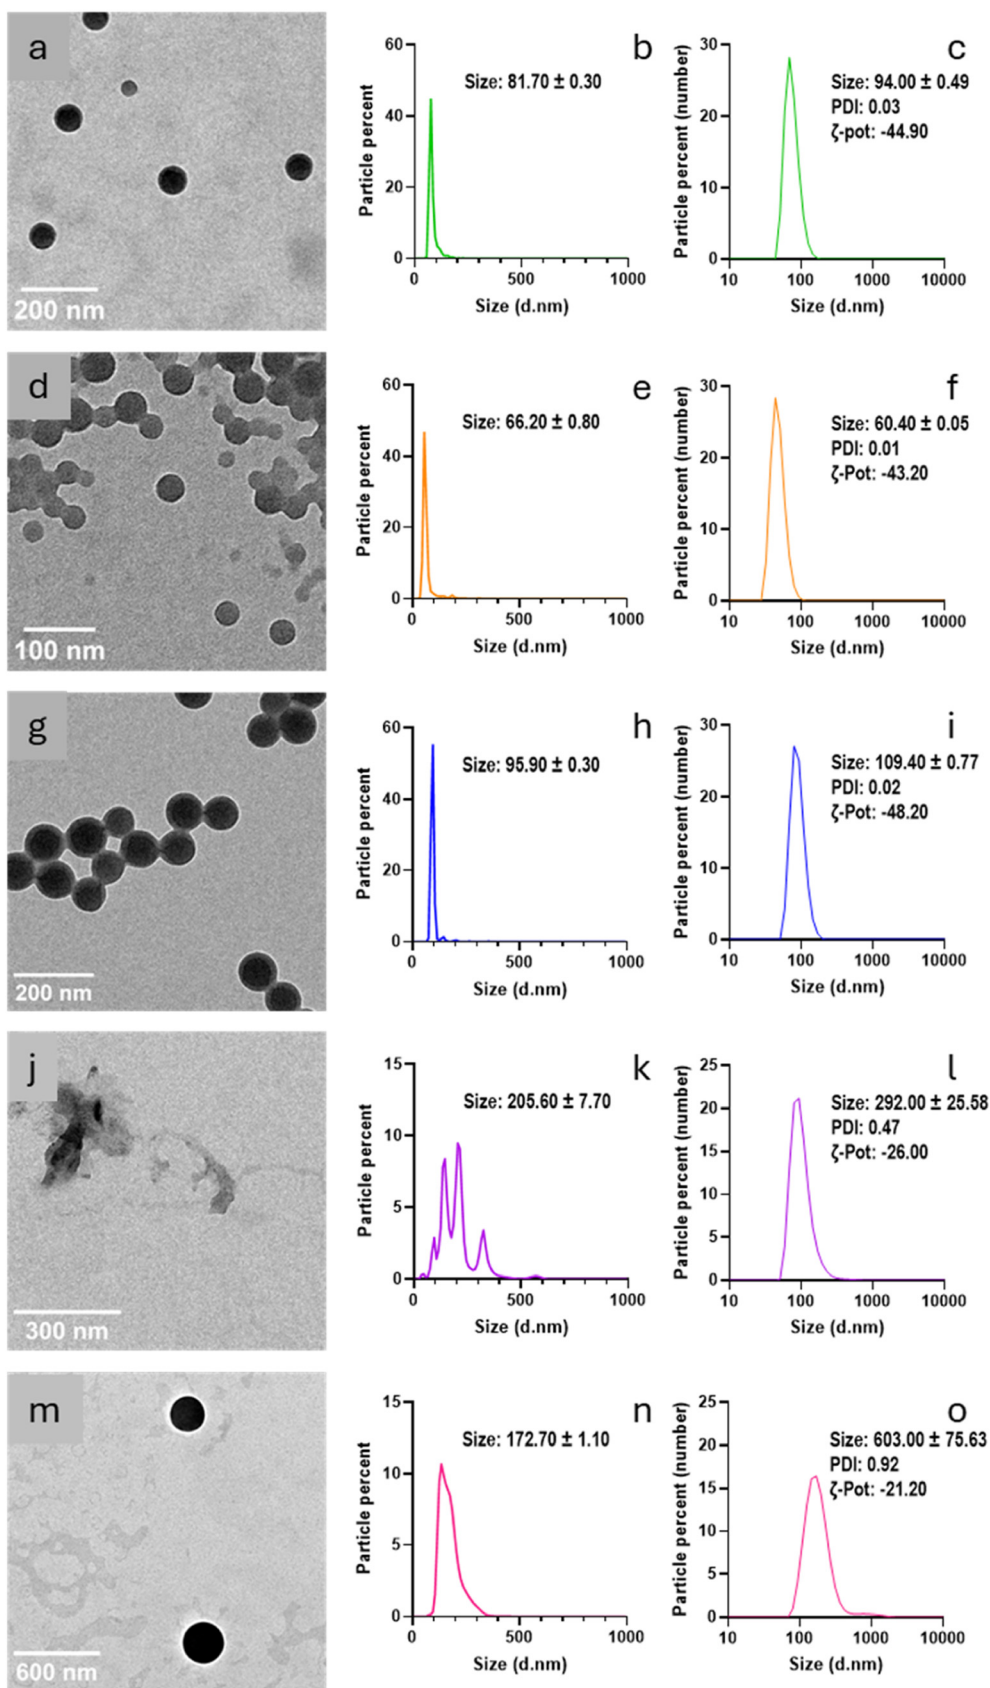 a
200 nm
b
Size: 81.70 ± 0.30
60
40
20
0
Particle percent
0 500 1000
Size (d.nm)
c
Size: 94.00 ± 0.49
PDI: 0.03
ζ-pot: -44.90
30
20
10
0
Particle percent (number)
10 100 1000 10000
Size (d.nm)
d
100 nm
e
Size: 66.20 ± 0.80
60
40
20
0
Particle percent
0 500 1000
Size (d.nm)
f
Size: 60.40 ± 0.05
PDI: 0.01
ζ-Pot: -43.20
30
20
10
0
Particle percent (number)
10 100 1000 10000
Size (d.nm)
g
200 nm
h
Size: 95.90 ± 0.30
60
40
20
0
Particle percent
0 500 1000
Size (d.nm)
i
Size: 109.40 ± 0.77
PDI: 0.02
ζ-Pot: -48.20
30
20
10
0
Particle percent (number)
10 100 1000 10000
Size (d.nm)
j
300 nm
k
Size: 205.60 ± 7.70
15
10
5
0
Particle percent
0 500 1000
Size (d.nm)
l
Size: 292.00 ± 25.58
PDI: 0.47
ζ-Pot: -26.00
25
20
15
10
5
0
Particle percent (number)
10 100 1000 10000
Size (d.nm)
m
600 nm
n
Size: 172.70 ± 1.10
15
10
5
0
Particle percent
0 500 1000
Size (d.nm)
o
Size: 603.00 ± 75.63
PDI: 0.92
ζ-Pot: -21.20
25
20
15
10
5
0
Particle percent (number)
10 100 1000 10000
Size (d.nm)